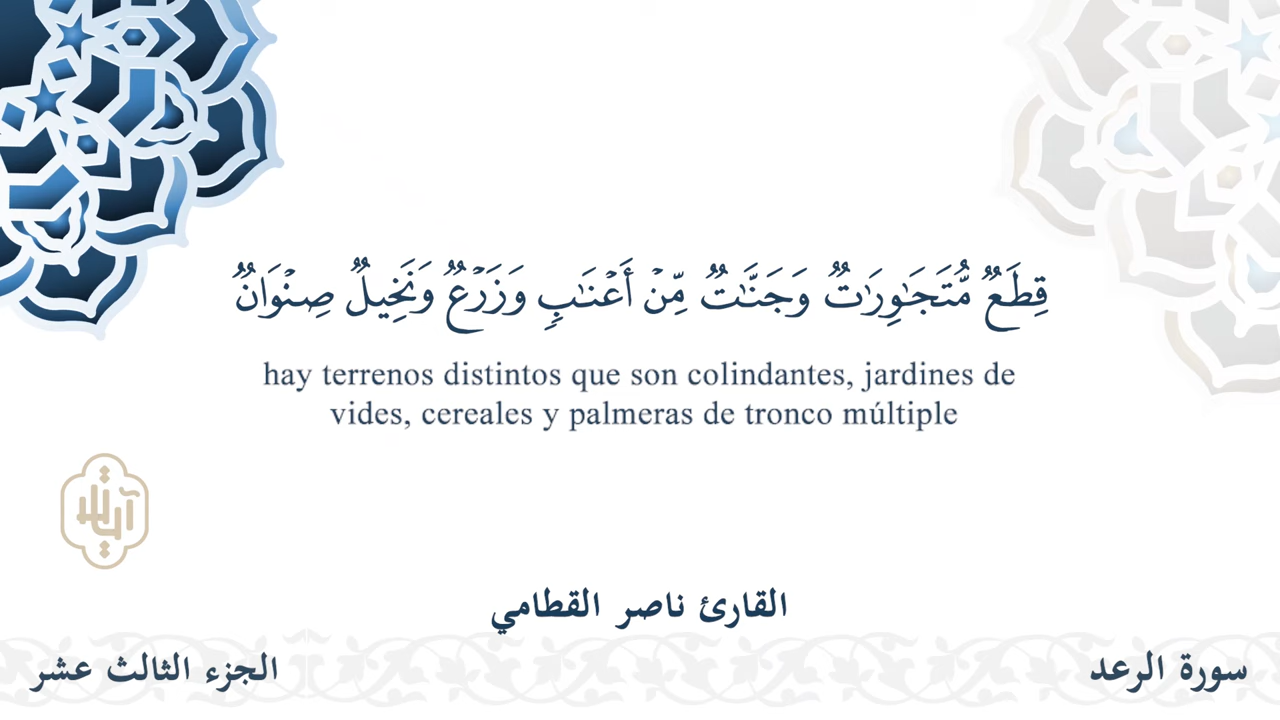 قِطَعٌ مُّتَجَٰوِرَٰتٌ وَجَنَّٰتٌ مِّنْ أَعْنَٰبٍ وَزَرْعٌ وَنَخِيلٌ صِنْوَانٌ
hay terrenos distintos que son colindantes, jardines de
vides, cereales y palmeras de tronco múltiple
القارئ ناصر القطامي
سورة الرعد
الجزء الثالث عشر